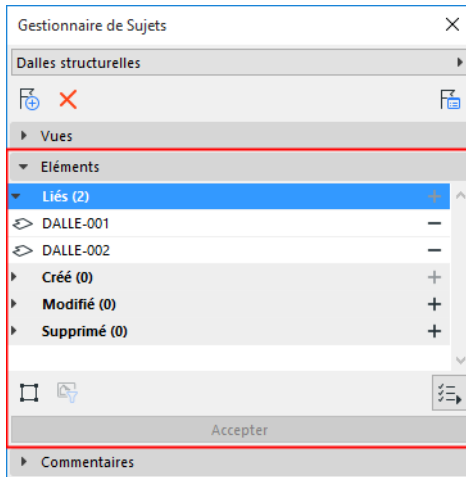 Gestionnaire de Sujets
Dalles structurelles
Vues
Eléments
Liés (2)
DALLE-001
DALLE-002
Créé (0)
Modifié (0)
Supprimé (0)
Accepter
Commentaires